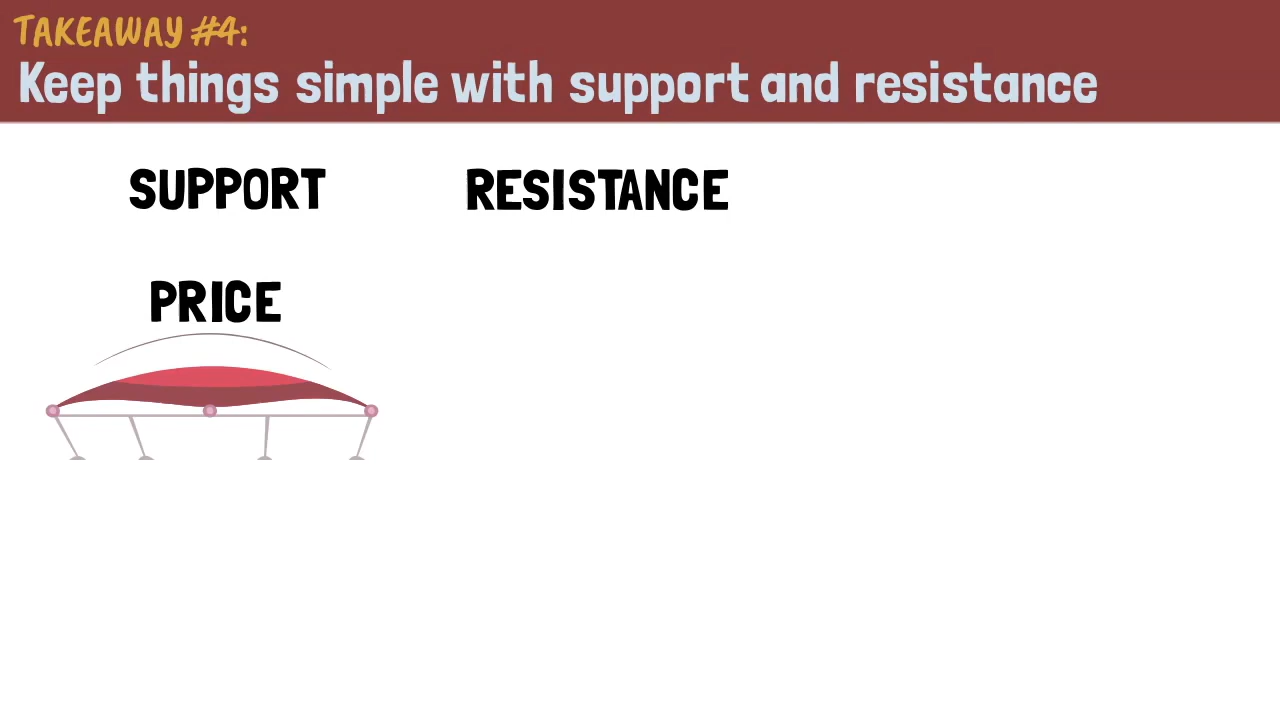 TAKEAWAY #4:
Keep things simple with support and resistance
SUPPORT RESISTANCE
PRICE